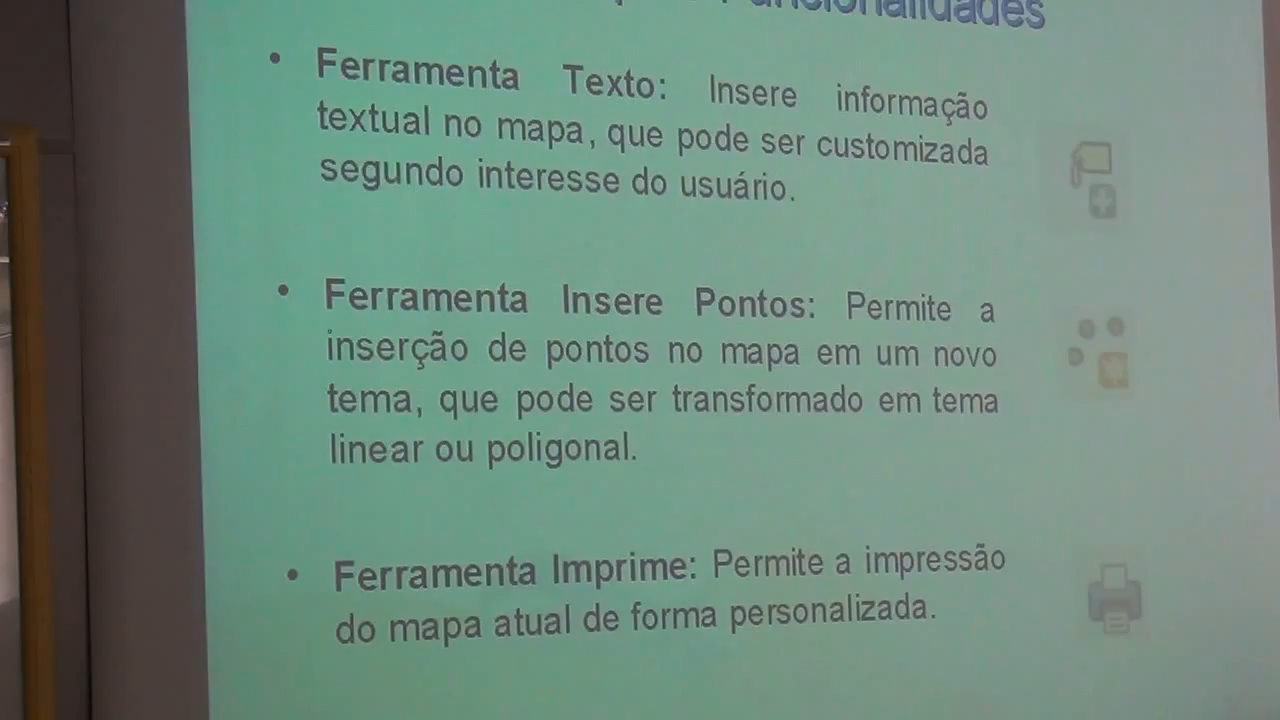 Funcionalidades
• Ferramenta Texto: Insere informação
textual no mapa, que pode ser customizada
segundo interesse do usuário.
• Ferramenta Insere Pontos: Permite a
inserção de pontos no mapa em um novo
tema, que pode ser transformado em tema
linear ou poligonal.
• Ferramenta Imprime: Permite a impressão
do mapa atual de forma personalizada.